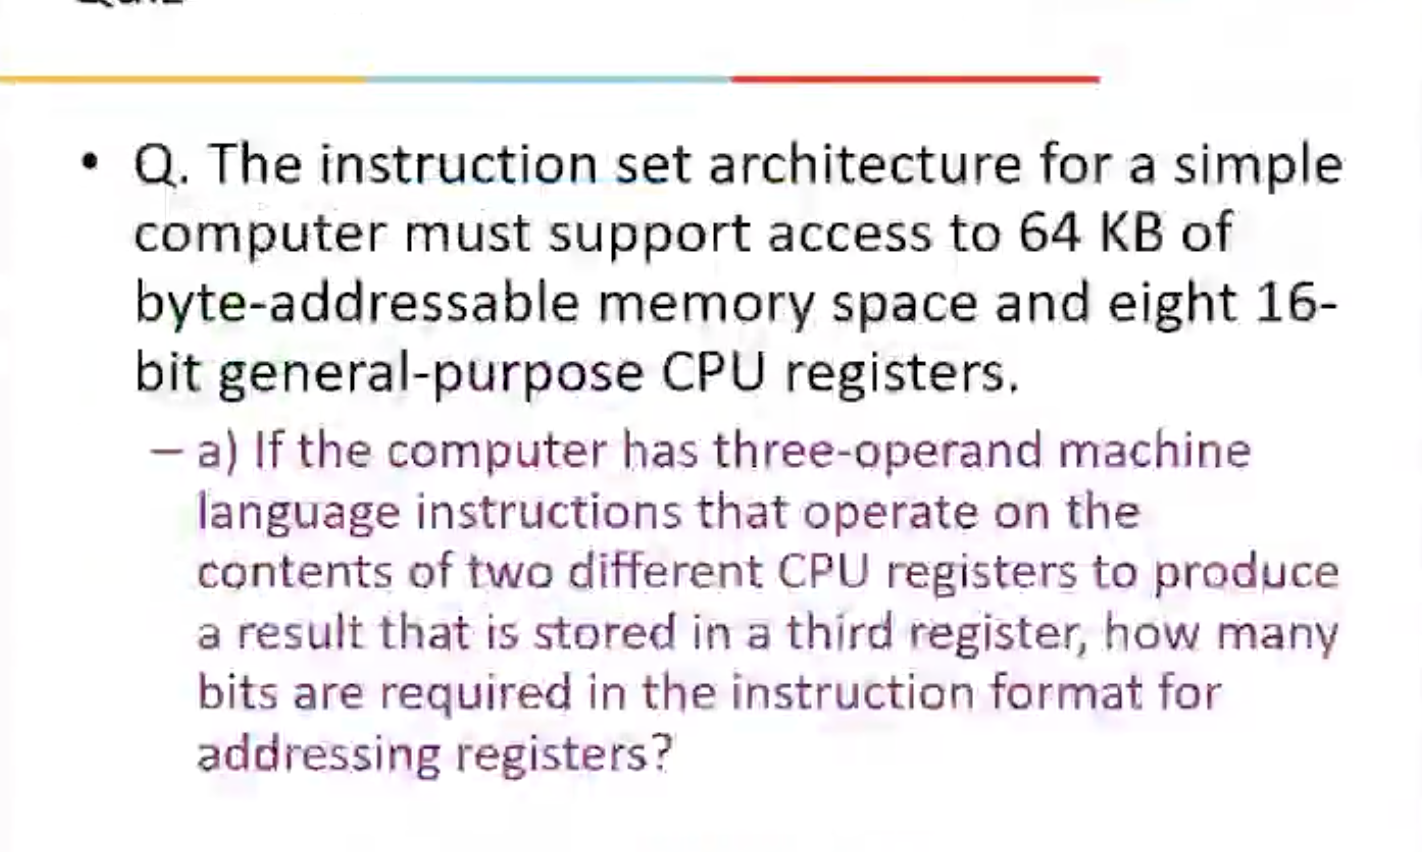 • Q. The instruction set architecture for a simple
computer must support access to 64 KB of
byte-addressable memory space and eight 16-
bit general-purpose CPU registers.
– a) If the computer has three-operand machine
language instructions that operate on the
contents of two different CPU registers to produce
a result that is stored in a third register, how many
bits are required in the instruction format for
addressing registers?